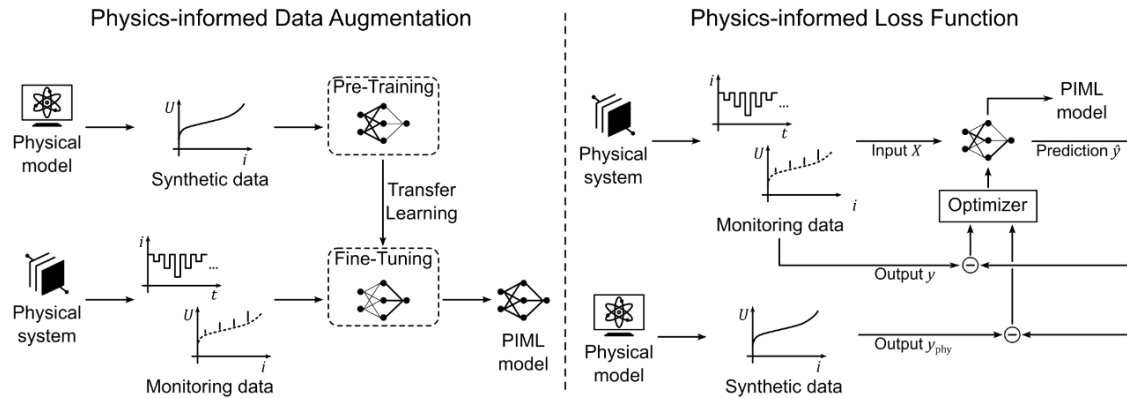 Physics-informed Data Augmentation
Physical
model
U
i
Synthetic data
Pre-Training
Transfer
Learning
Physical
system
i
t
...
U
i
Monitoring data
Fine-Tuning
PIML
model
Physics-informed Loss Function
Physical
system
i
t
...
U
i
Monitoring data
Input X
PIML
model
Prediction ŷ
Optimizer
Output y
−
Physical
model
U
i
Synthetic data
Output y_phy
−